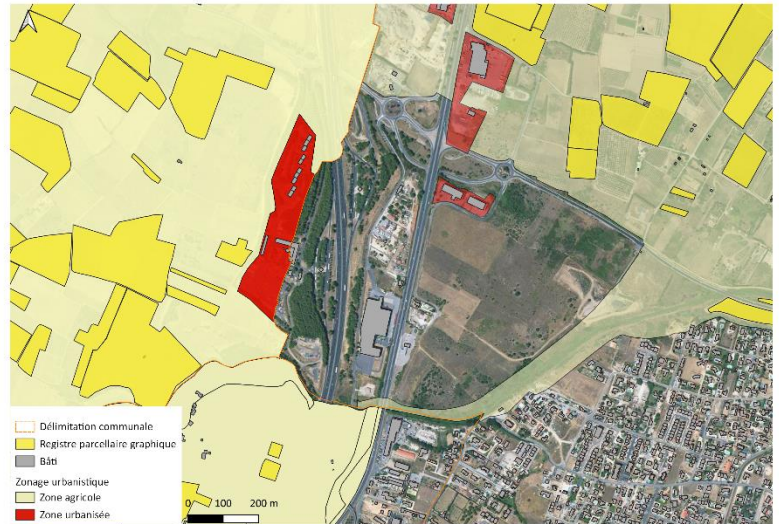 Délimitation communale
Registre parcellaire graphique
Bâti
Zonage urbanistique
Zone agricole
Zone urbanisée
0 100 200 m